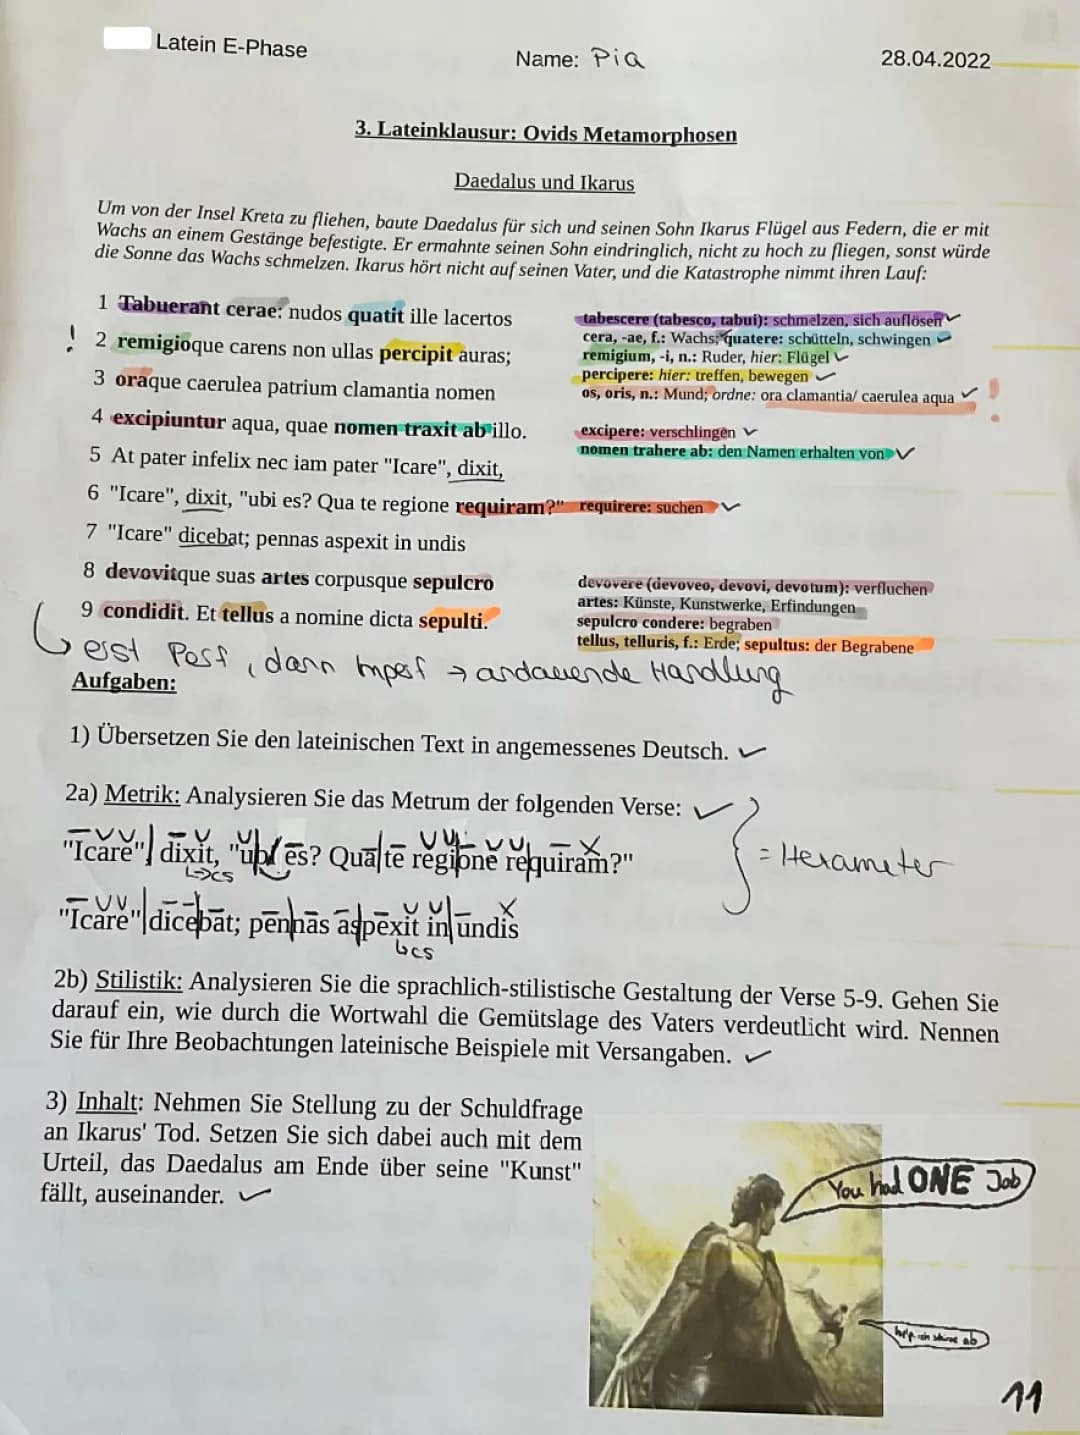 Latein E-Phase
Name: Pia
28.04.2022
3. Lateinklausur: Ovids Metamorphosen
Daedalus und Ikarus
Um von der Insel Kreta zu fliehen, baute Daedalus für sich und seinen Sohn Ikarus Flügel aus Federn, die er mit
Wachs an einem Gestänge befestigte. Er ermahnte seinen Sohn eindringlich, nicht zu hoch zu fliegen, sonst würde
die Sonne das Wachs schmelzen. Ikarus hört nicht auf seinen Vater, und die Katastrophe nimmt ihren Lauf:
1 Tabuerant cerae: nudos quatit ille lacertos
tabescere (tabesco, tabui): schmelzen, sich auflösen ✓
cera, -ae, f.: Wachs; quatere: schütteln, schwingen ✓
! 2 remigioque carens non ullas percipit auras;
remigium, -i, n.: Ruder, hier: Flügel ✓
percipere: hier: treffen, bewegen ✓
3 oraque caerulea patrium clamantia nomen
os, oris, n.: Mund; ordne: ora clamantia/ caerulea aqua ✓ !
4 excipiuntur aqua, quae nomen traxit ab illo.
excipere: verschlingen ✓
nomen trahere ab: den Namen erhalten von ✓
5 At pater infelix nec iam pater "Icare", dixit,
6 "Icare", dixit, "ubi es? Qua te regione requiram?"
requirere: suchen ✓
7 "Icare" dicebat; pennas aspexit in undis
8 devovitque suas artes corpusque sepulcro
devovere (devoveo, devovi, devotum): verfluchen
artes: Künste, Kunstwerke, Erfindungen
9 condidit. Et tellus a nomine dicta sepulti.
sepulcro condere: begraben
tellus, telluris, f.: Erde; sepultus: der Begrabene
↳ erst Perf, dann Imperf → andauernde Handlung
Aufgaben:
1) Übersetzen Sie den lateinischen Text in angemessenes Deutsch. ✓
2a) Metrik: Analysieren Sie das Metrum der folgenden Verse: ✓
"Icare", dixit, "ubi es? Qua te regione requiram?"
↳cs
} = Hexameter
"Icare" dicebat; pennas aspexit in undis
↳cs
2b) Stilistik: Analysieren Sie die sprachlich-stilistische Gestaltung der Verse 5-9. Gehen Sie
darauf ein, wie durch die Wortwahl die Gemütslage des Vaters verdeutlicht wird. Nennen
Sie für Ihre Beobachtungen lateinische Beispiele mit Versangaben. ✓
3) Inhalt: Nehmen Sie Stellung zu der Schuldfrage
an Ikarus' Tod. Setzen Sie sich dabei auch mit dem
Urteil, das Daedalus am Ende über seine "Kunst"
fällt, auseinander. ✓
You had ONE Job
help ich stürze ab
11